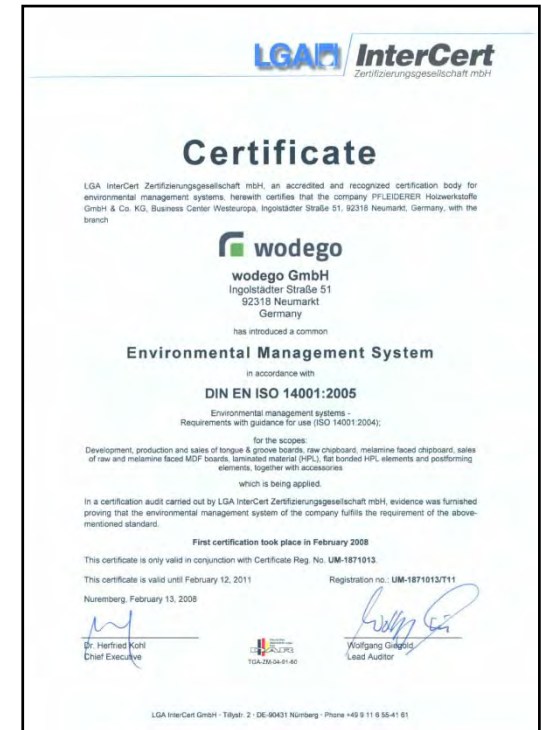 LGA InterCert
Zertifizierungsgesellschaft mbH
Certificate
LGA InterCert Zertifizierungsgesellschaft mbH, an accredited and recognized certification body for
environmental management systems, herewith certifies that the company PFLEIDERER Holzwerkstoffe
GmbH & Co. KG, Business Center Westeuropa, Ingolstädter Straße 51, 92318 Neumarkt, Germany, with the
branch
wodego
wodego GmbH
Ingolstädter Straße 51
92318 Neumarkt
Germany
has introduced a common
Environmental Management System
in accordance with
DIN EN ISO 14001:2005
Environmental management systems -
Requirements with guidance for use (ISO 14001:2004);
for the scopes:
Development, production and sales of tongue & groove boards, raw chipboard, melamine faced chipboard, sales
of raw and melamine faced MDF boards, laminated material (HPL), flat bonded HPL elements and postforming
elements, together with accessories
which is being applied.
In a certification audit carried out by LGA InterCert Zertifizierungsgesellschaft mbH, evidence was furnished
proving that the environmental management system of the company fulfills the requirement of the above-
mentioned standard.
First certification took place in February 2008
This certificate is only valid in conjunction with Certificate Reg. No. UM-1871013.
This certificate is valid until February 12, 2011 Registration no.: UM-1871013/T11
Nuremberg, February 13, 2008
Dr. Herfried Kohl Wolfgang Giegold
Chief Executive Lead Auditor
TGA-ZM-04-91-60
LGA InterCert GmbH - Tillystr. 2 - DE-90431 Nürnberg - Phone +49 9 11 6 55-41 61